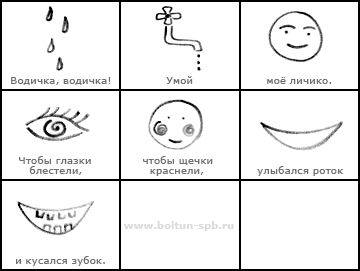 Водичка, водичка!
Умой
моё личико.
Чтобы глазки
блестели,
чтобы щечки
краснели,
улыбался роток
и кусался зубок.
www.boltun-spb.ru